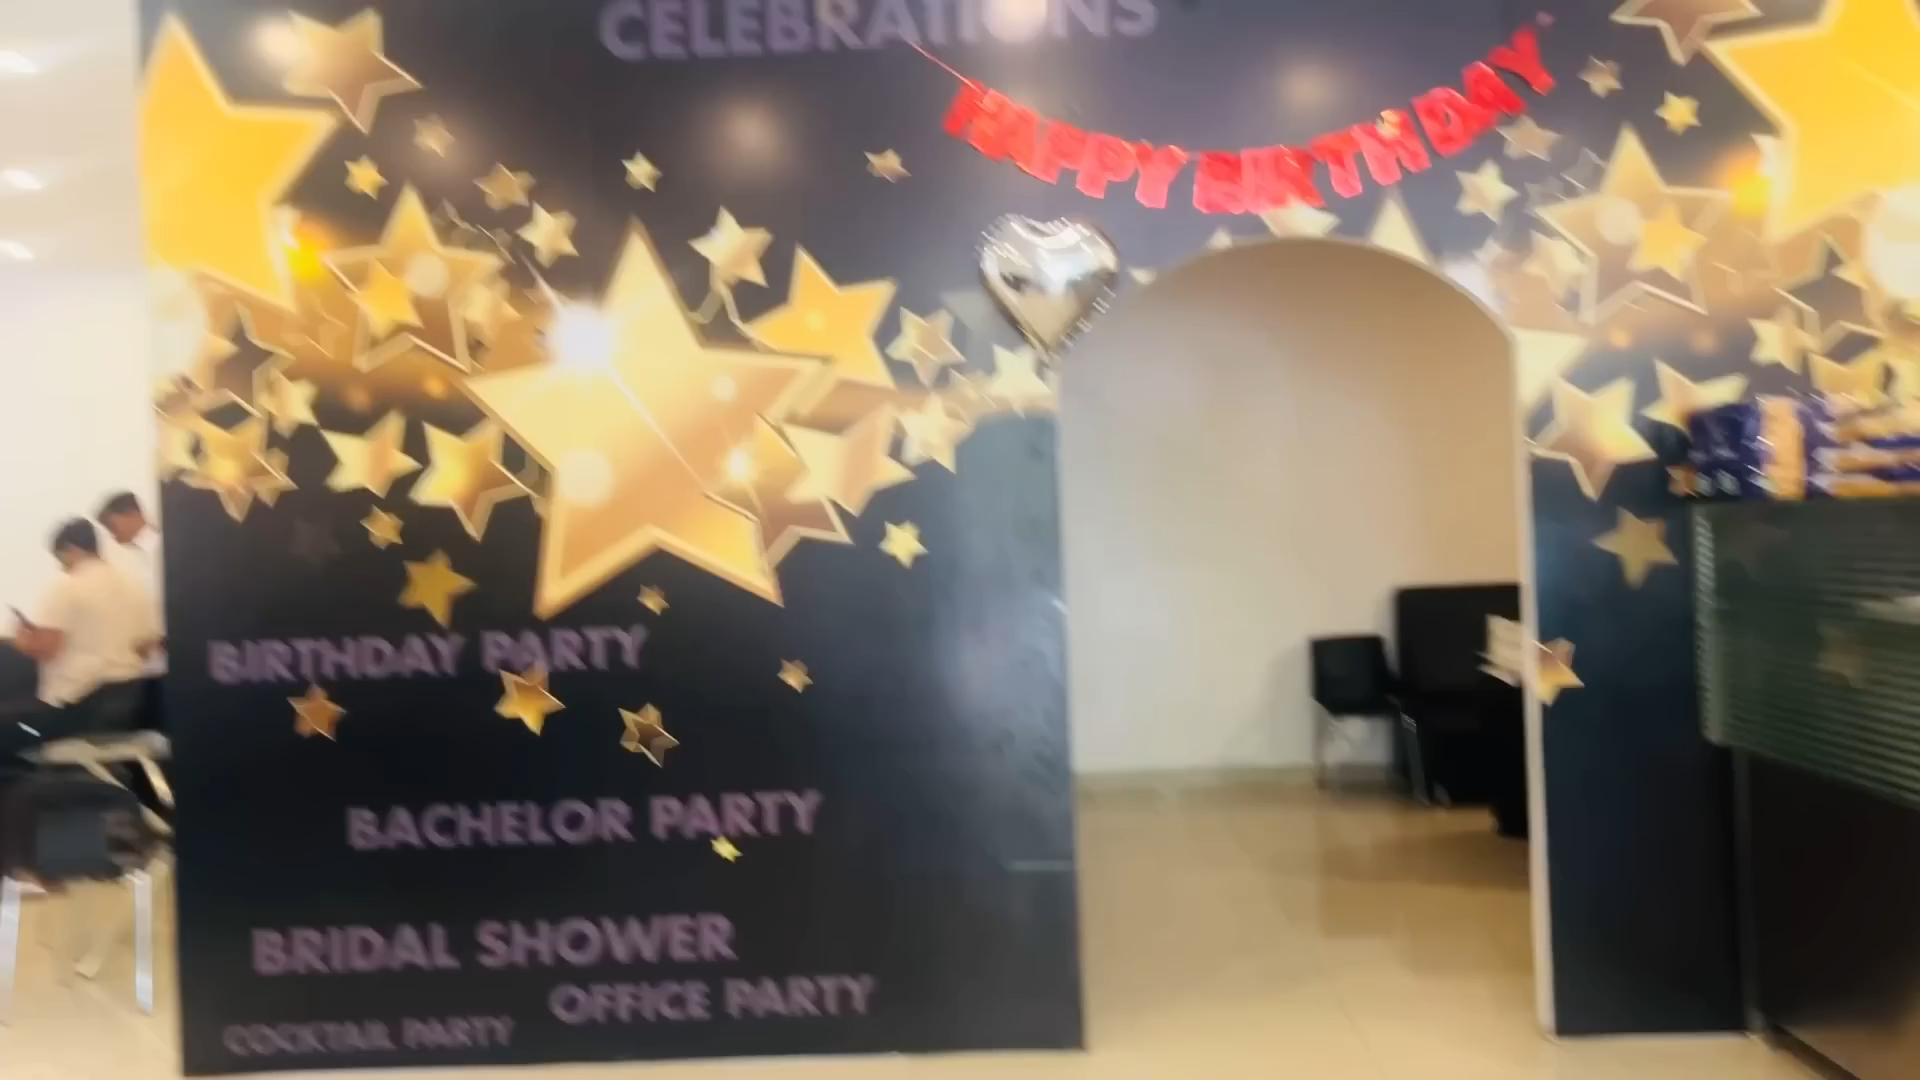 CELEBRATIONS
HAPPY BIRTHDAY
BIRTHDAY PARTY
BACHELOR PARTY
BRIDAL SHOWER
OFFICE PARTY
COCKTAIL PARTY